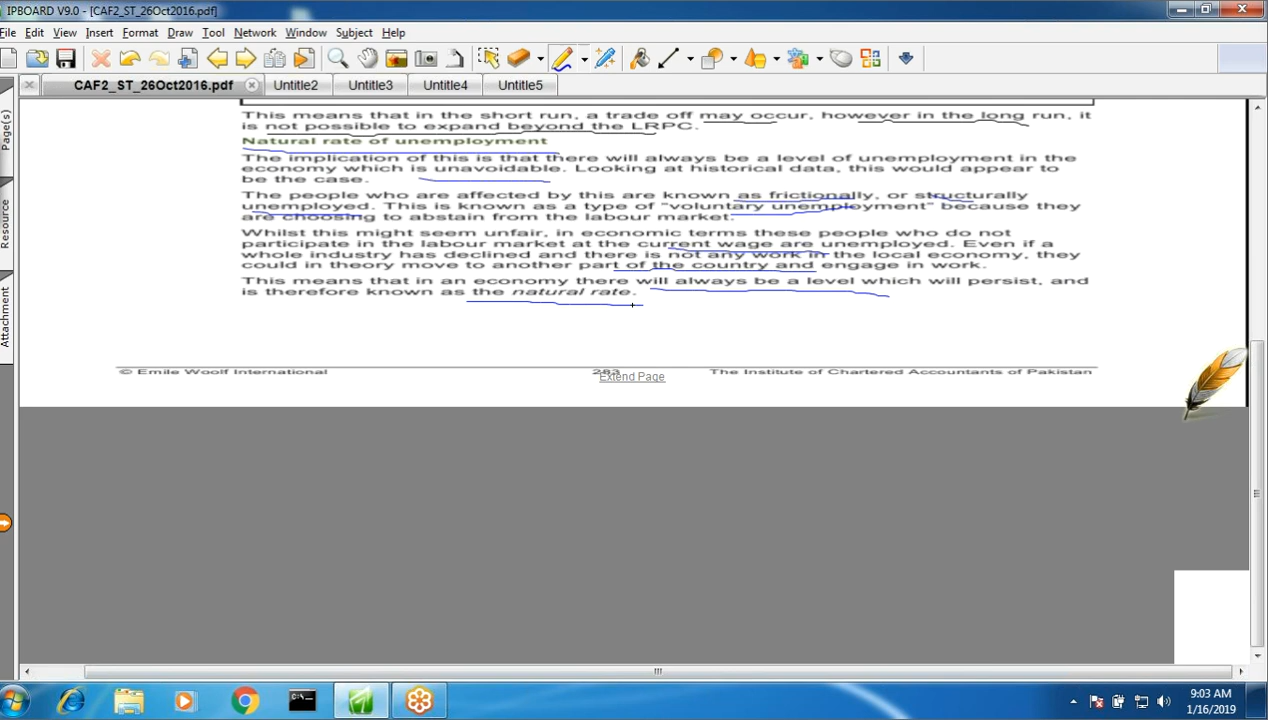 IPBOARD V9.0 - [CAF2_ST_26Oct2016.pdf]
File Edit View Insert Format Draw Tool Network Window Subject Help
CAF2_ST_26Oct2016.pdf Untitle2 Untitle3 Untitle4 Untitle5
Page(s)
Resource
Attachment
This means that in the short run, a trade off may occur, however in the long run, it
is not possible to expand beyond the LRPC.
Natural rate of unemployment
The implication of this is that there will always be a level of unemployment in the
economy which is unavoidable. Looking at historical data, this would appear to
be the case.
The people who are affected by this are known as frictionally, or structurally
unemployed. This is known as a type of "voluntary unemployment" because they
are choosing to abstain from the labour market.
Whilst this might seem unfair, in economic terms these people who do not
participate in the labour market at the current wage are unemployed. Even if a
whole industry has declined and there is not any work in the local economy, they
could in theory move to another part of the country and engage in work.
This means that in an economy there will always be a level which will persist, and
is therefore known as the natural rate.
© Emile Woolf International 283 The Institute of Chartered Accountants of Pakistan
Extend Page
9:03 AM
1/16/2019